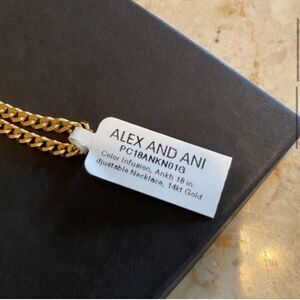 ALEX AND ANI
PC18ANKN01G
Color Infusion, Ankh 18 in.
djustable Necklace, 14kt Gold